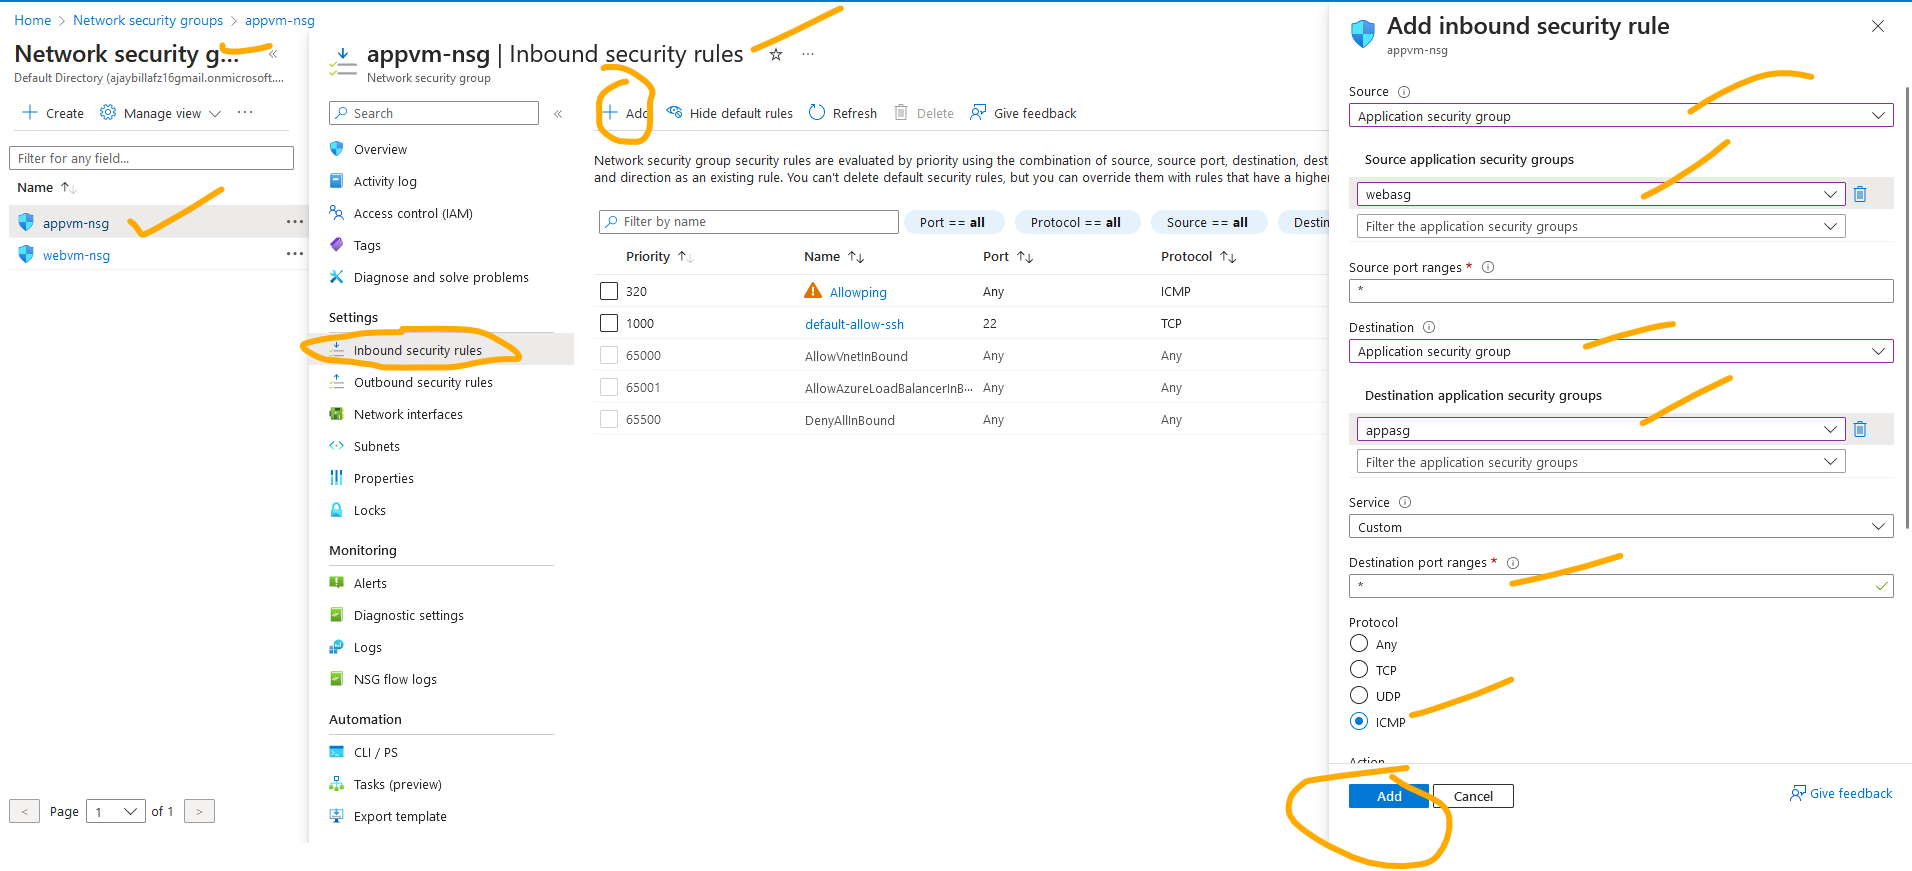 Home > Network security groups > appvm-nsg
Network security g...
«
Default Directory (ajaybillafz16gmail.onmicrosoft....
+ Create
Manage view
...
Filter for any field...
Name
appvm-nsg
...
webvm-nsg
...
< Page 1 of 1 >
appvm-nsg | Inbound security rules
...
Network security group
Search
«
Overview
Activity log
Access control (IAM)
Tags
Diagnose and solve problems
Settings
Inbound security rules
Outbound security rules
Network interfaces
Subnets
Properties
Locks
Monitoring
Alerts
Diagnostic settings
Logs
NSG flow logs
Automation
CLI / PS
Tasks (preview)
Export template
+ Add
Hide default rules
Refresh
Delete
Give feedback
Network security group security rules are evaluated by priority using the combination of source, source port, destination, dest
and direction as an existing rule. You can't delete default security rules, but you can override them with rules that have a higher
Filter by name
Port == all
Protocol == all
Source == all
Destin
Priority Name Port Protocol
320 Allowping Any ICMP
1000 default-allow-ssh 22 TCP
65000 AllowVnetInBound Any Any
65001 AllowAzureLoadBalancerInB... Any Any
65500 DenyAllInBound Any Any
Add inbound security rule
appvm-nsg
Source
Application security group
Source application security groups
webasg
Filter the application security groups
Source port ranges *
*
Destination
Application security group
Destination application security groups
appasg
Filter the application security groups
Service
Custom
Destination port ranges *
*
Protocol
Any
TCP
UDP
ICMP
Action
Add
Cancel
Give feedback